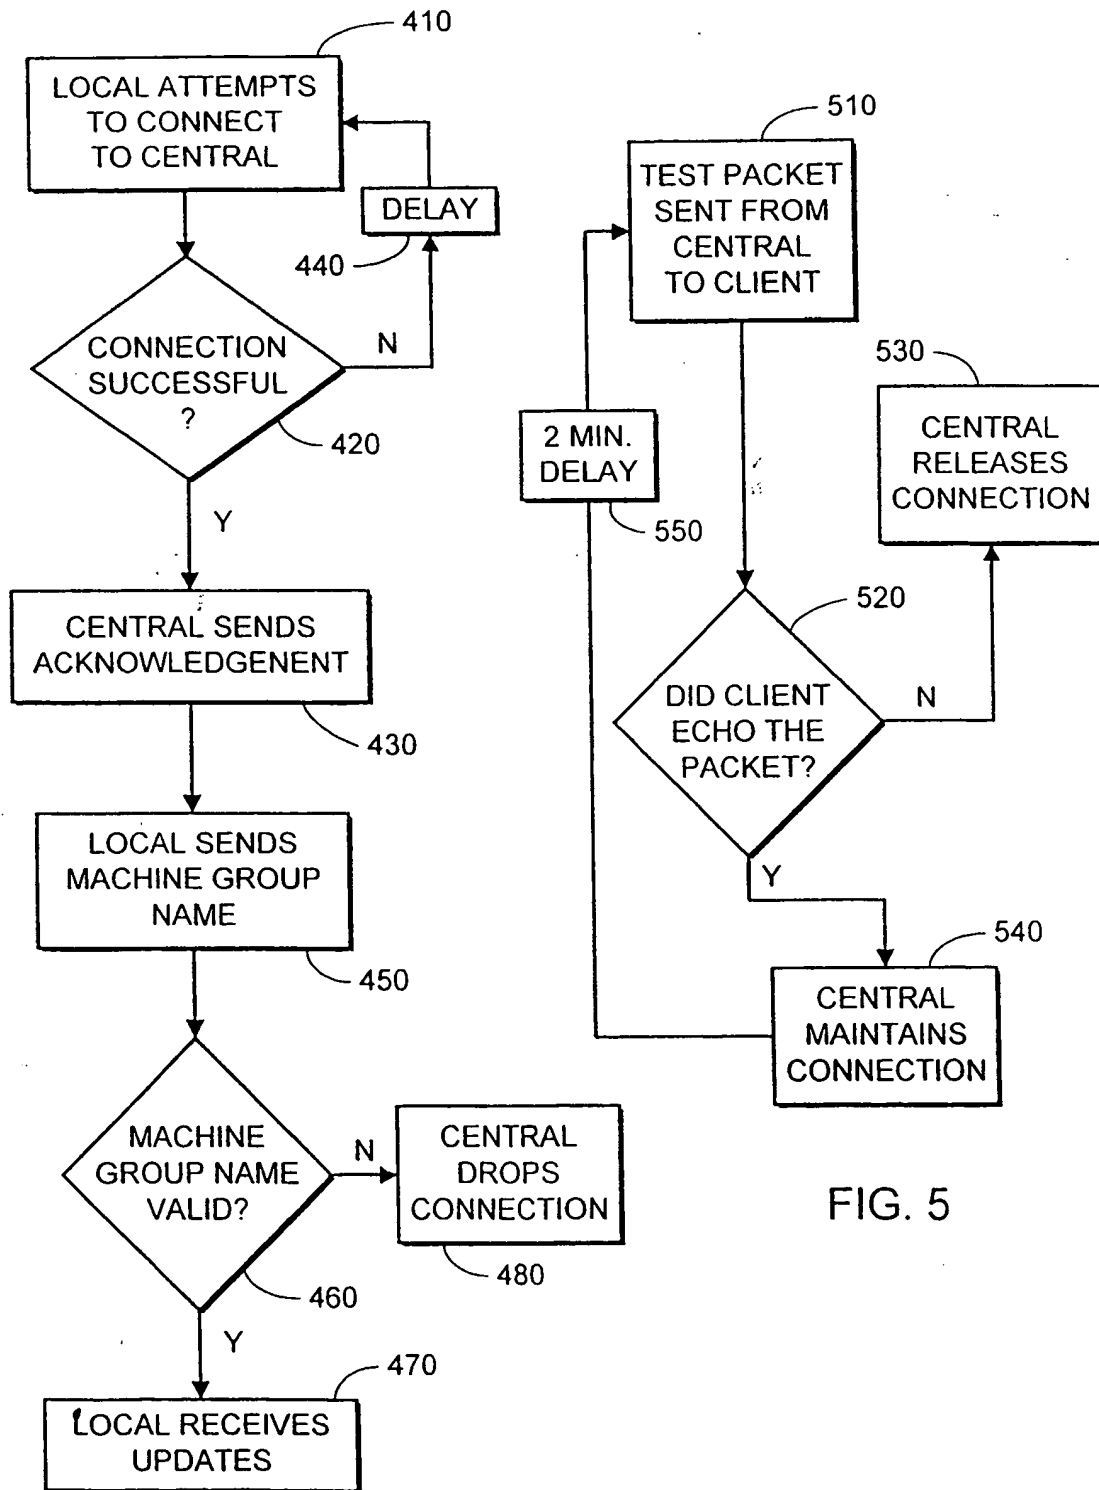 410
LOCAL ATTEMPTS
TO CONNECT
TO CENTRAL
DELAY
440
CONNECTION
SUCCESSFUL
?
N
420
Y
CENTRAL SENDS
ACKNOWLEDGENENT
430
LOCAL SENDS
MACHINE GROUP
NAME
450
MACHINE
GROUP NAME
VALID?
N
CENTRAL
DROPS
CONNECTION
480
460
Y
470
LOCAL RECEIVES
UPDATES
510
TEST PACKET
SENT FROM
CENTRAL
TO CLIENT
530
CENTRAL
RELEASES
CONNECTION
2 MIN.
DELAY
550
520
DID CLIENT
ECHO THE
PACKET?
N
Y
540
CENTRAL
MAINTAINS
CONNECTION
FIG. 5